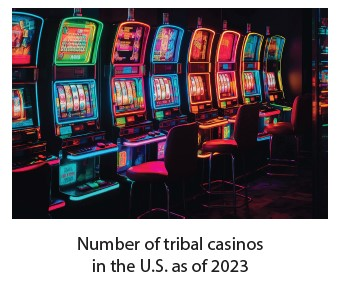 Number of tribal casinos
in the U.S. as of 2023